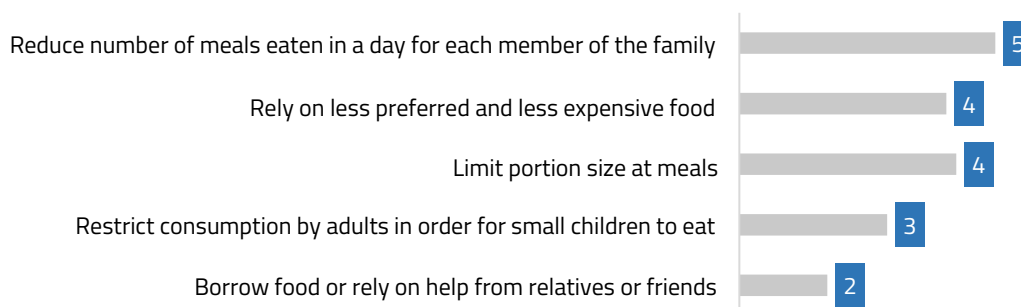 Reduce number of meals eaten in a day for each member of the family 5
Rely on less preferred and less expensive food 4
Limit portion size at meals 4
Restrict consumption by adults in order for small children to eat 3
Borrow food or rely on help from relatives or friends 2